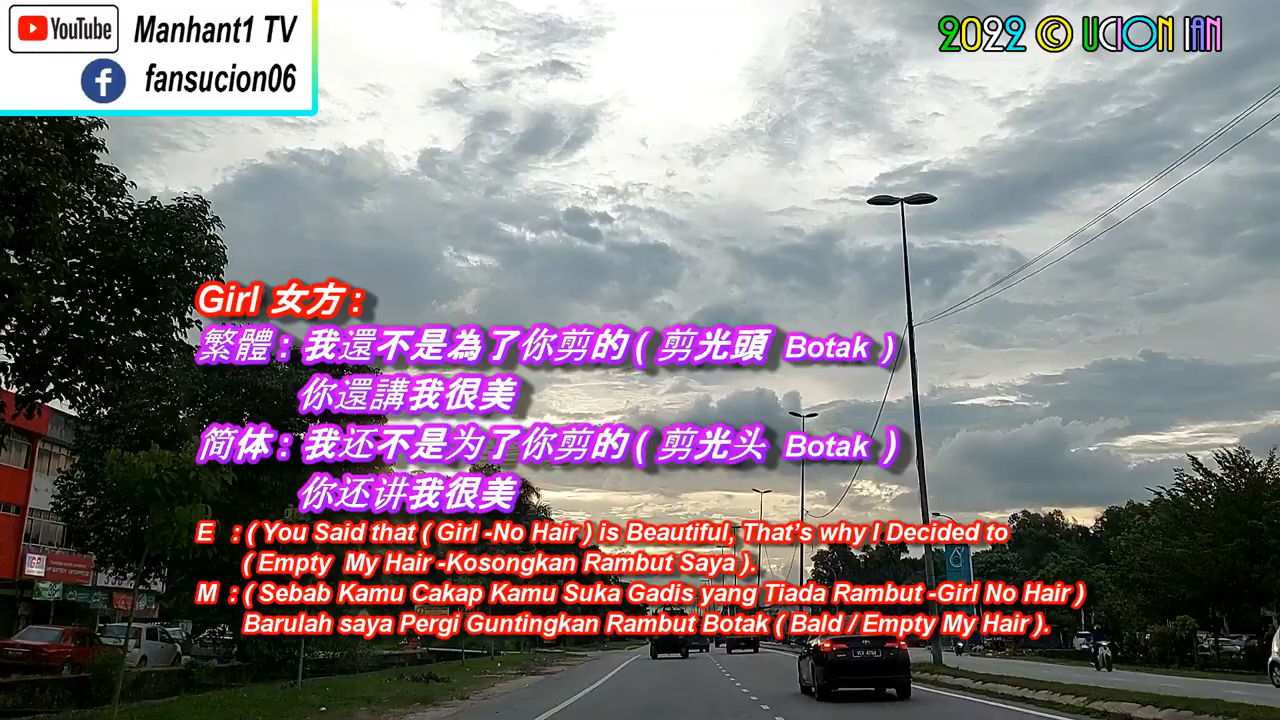 YouTube Manhant1 TV
fansucion06
2022 © UCION IAN
Girl 女方 :
繁體 : 我還不是為了你剪的 ( 剪光頭 Botak )
你還講我很美
简体 : 我还不是为了你剪的 ( 剪光头 Botak )
你还讲我很美
E : ( You Said that ( Girl -No Hair ) is Beautiful, That's why I Decided to
( Empty My Hair -Kosongkan Rambut Saya ).
M : ( Sebab Kamu Cakap Kamu Suka Gadis yang Tiada Rambut -Girl No Hair )
Barulah saya Pergi Guntingkan Rambut Botak ( Bald / Empty My Hair ).